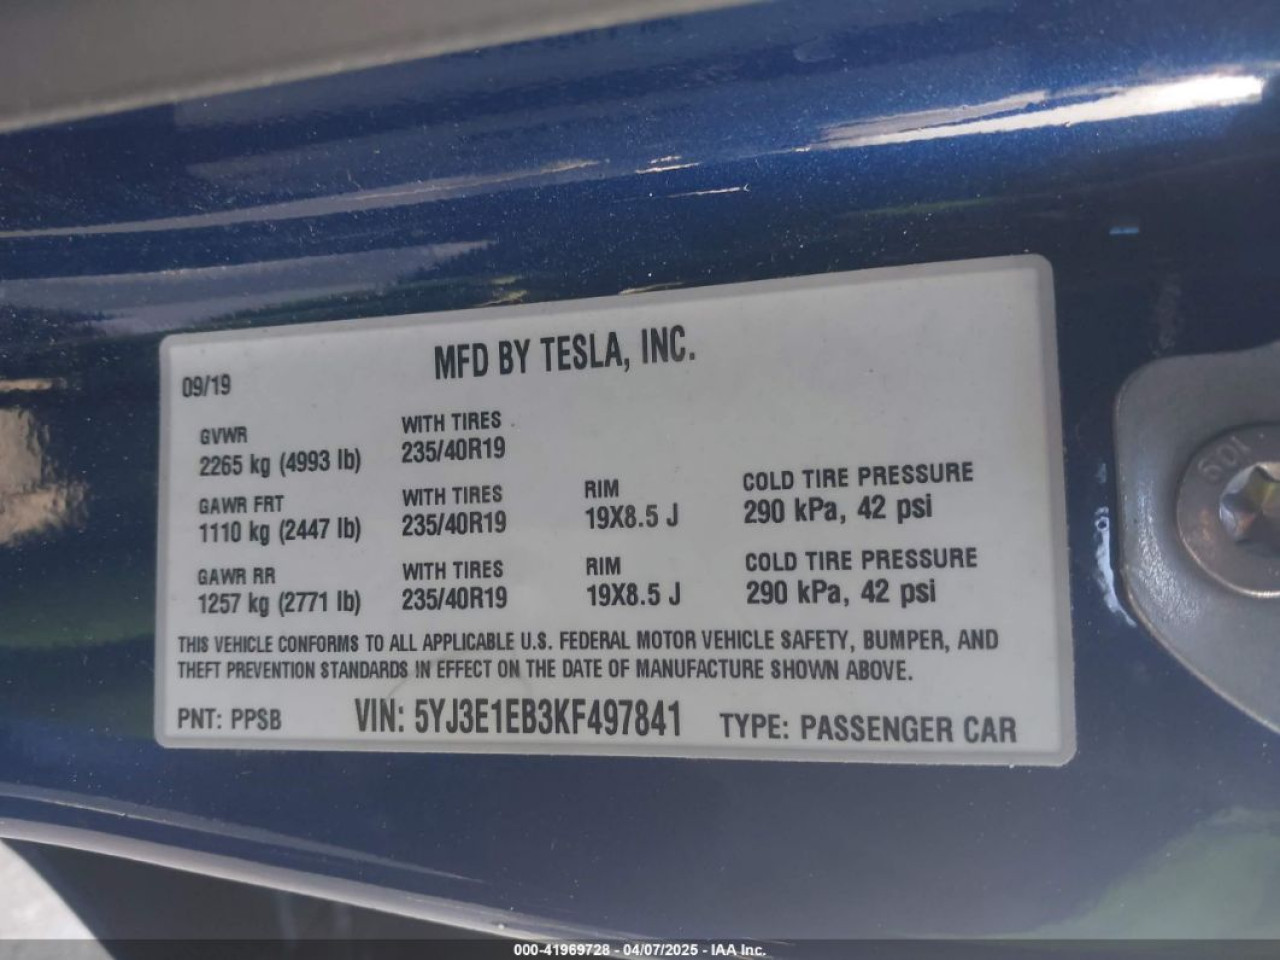 MFD BY TESLA, INC.
09/19
GVWR
2265 kg (4993 lb)
WITH TIRES
235/40R19
GAWR FRT
1110 kg (2447 lb)
WITH TIRES
235/40R19
RIM
19X8.5 J
COLD TIRE PRESSURE
290 kPa, 42 psi
GAWR RR
1257 kg (2771 lb)
WITH TIRES
235/40R19
RIM
19X8.5 J
COLD TIRE PRESSURE
290 kPa, 42 psi
THIS VEHICLE CONFORMS TO ALL APPLICABLE U.S. FEDERAL MOTOR VEHICLE SAFETY, BUMPER, AND
THEFT PREVENTION STANDARDS IN EFFECT ON THE DATE OF MANUFACTURE SHOWN ABOVE.
PNT: PPSB VIN: 5YJ3E1EB3KF497841 TYPE: PASSENGER CAR
000-41969728 - 04/07/2025 - IAA Inc.